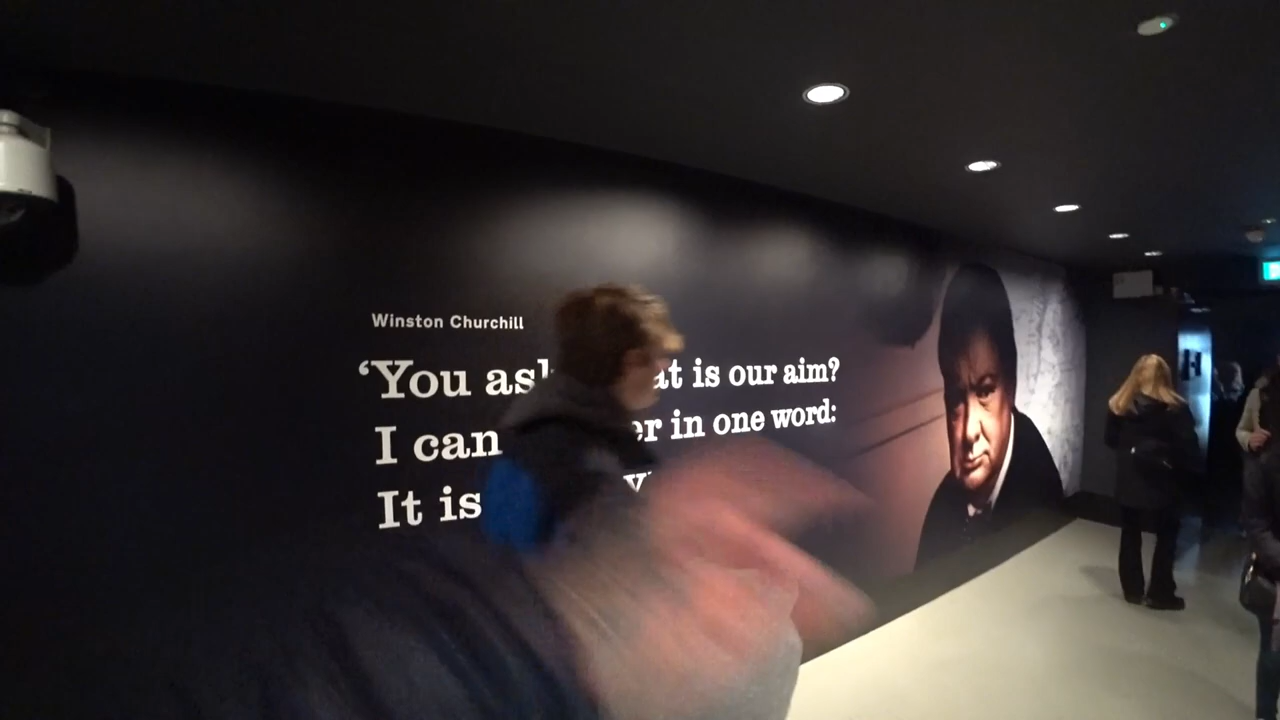 Winston Churchill
‘You as at is our aim?
I can er in one word:
It is